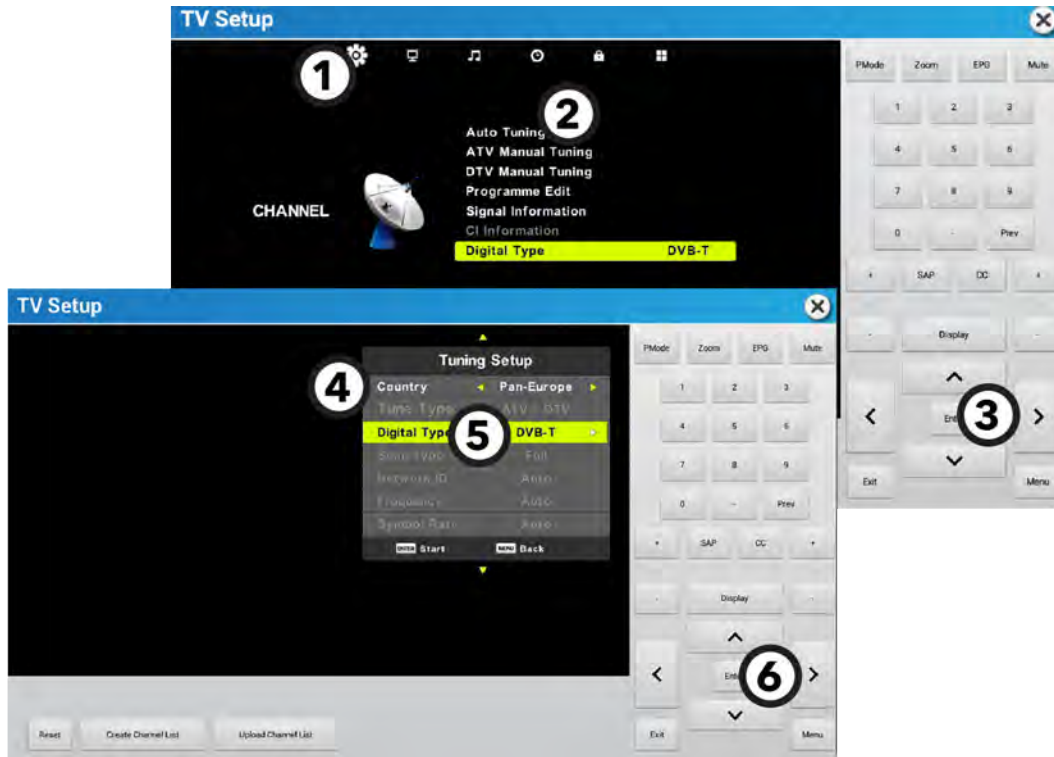 TV Setup
1
PMode Zoom EPG Mute
1 2 3
2
Auto Tuning
ATV Manual Tuning
4 5 6
DTV Manual Tuning
Programme Edit
7 8 9
CHANNEL
Signal Information
CI Information
0 - Prev
Digital Type DVB-T
+ SAP CC +
- Display -
3
Exit Menu
TV Setup
Tuning Setup
PMode Zoom EPG Mute
4
Country Pan-Europe
1 2 3
Tune Type ATV + DTV
5
Digital Type DVB-T
4 5 6
Scan Type Full
Network ID Auto
7 8 9
Frequency Auto
0 - Prev
Symbol Rate Auto
ENTER Start MENU Back
+ SAP CC +
- Display -
6
Reset Create Channel List Upload Channel List
Exit Menu